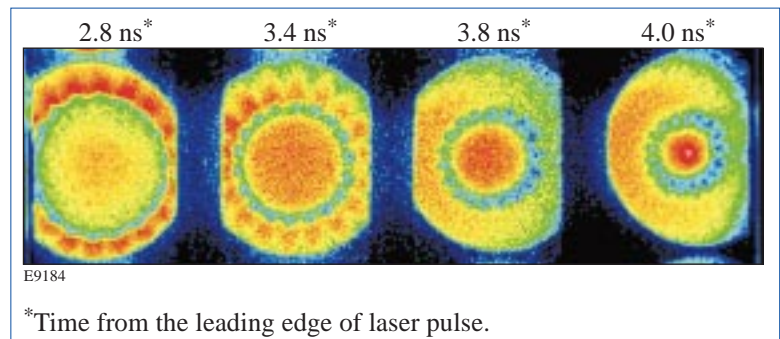 2.8 ns* 3.4 ns* 3.8 ns* 4.0 ns*
E9184
*Time from the leading edge of laser pulse.